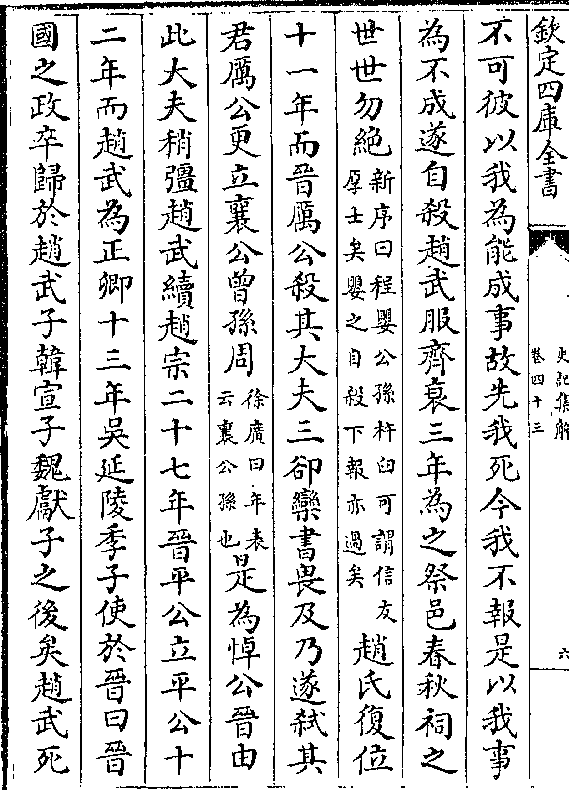 欽定四庫全書
史記集解
卷四十三
六
不可彼以我為能成事故先我死今我不報是以我事
為不成遂自殺趙武服齊衰三年為之祭邑春秋祠之
世世勿絶新序曰程嬰公孫杵臼可謂信友厚士矣嬰之自殺下報亦過矣趙氏復位
十一年而晉厲公殺其大夫三郤欒書畏及乃遂弑其
君厲公更立襄公曾孫周徐廣曰年表云襄公孫也是為悼公晉由
此大夫稍彊趙武續趙宗二十七年晉平公立平公十
二年而趙武為正卿十三年吳延陵季子使於晉曰晉
國之政卒歸於趙武子韓宣子魏獻子之後矣趙武死